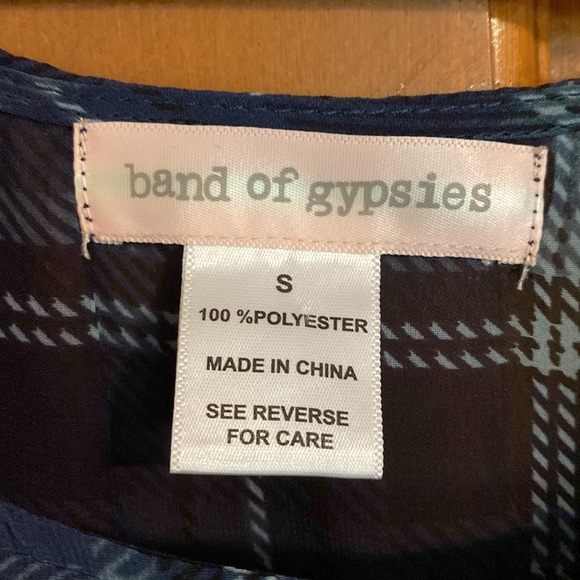 band of gypsies
S
100 %POLYESTER
MADE IN CHINA
SEE REVERSE
FOR CARE